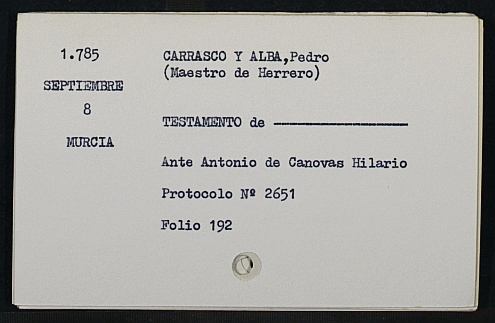 1.785
SEPTIEMBRE
8
MURCIA
CARRASCO Y ALBA,Pedro
(Maestro de Herrero)
TESTAMENTO de --------------------
Ante Antonio de Canovas Hilario
Protocolo Nº 2651
Folio 192